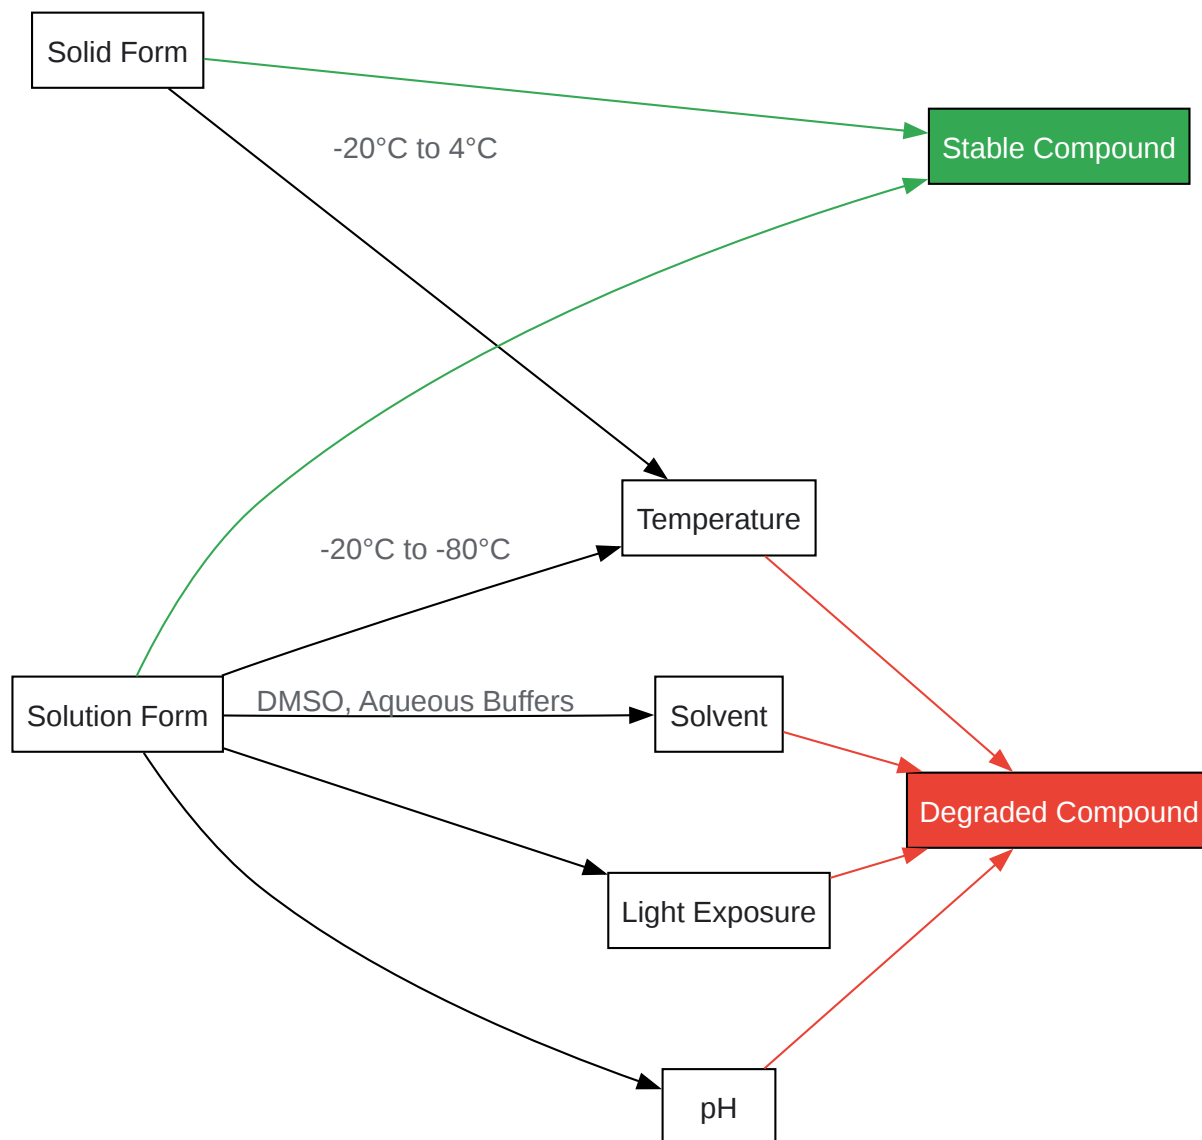 Solid Form
-20°C to 4°C
Stable Compound
Temperature
-20°C to -80°C
Solution Form
DMSO, Aqueous Buffers
Solvent
Degraded Compound
Light Exposure
pH